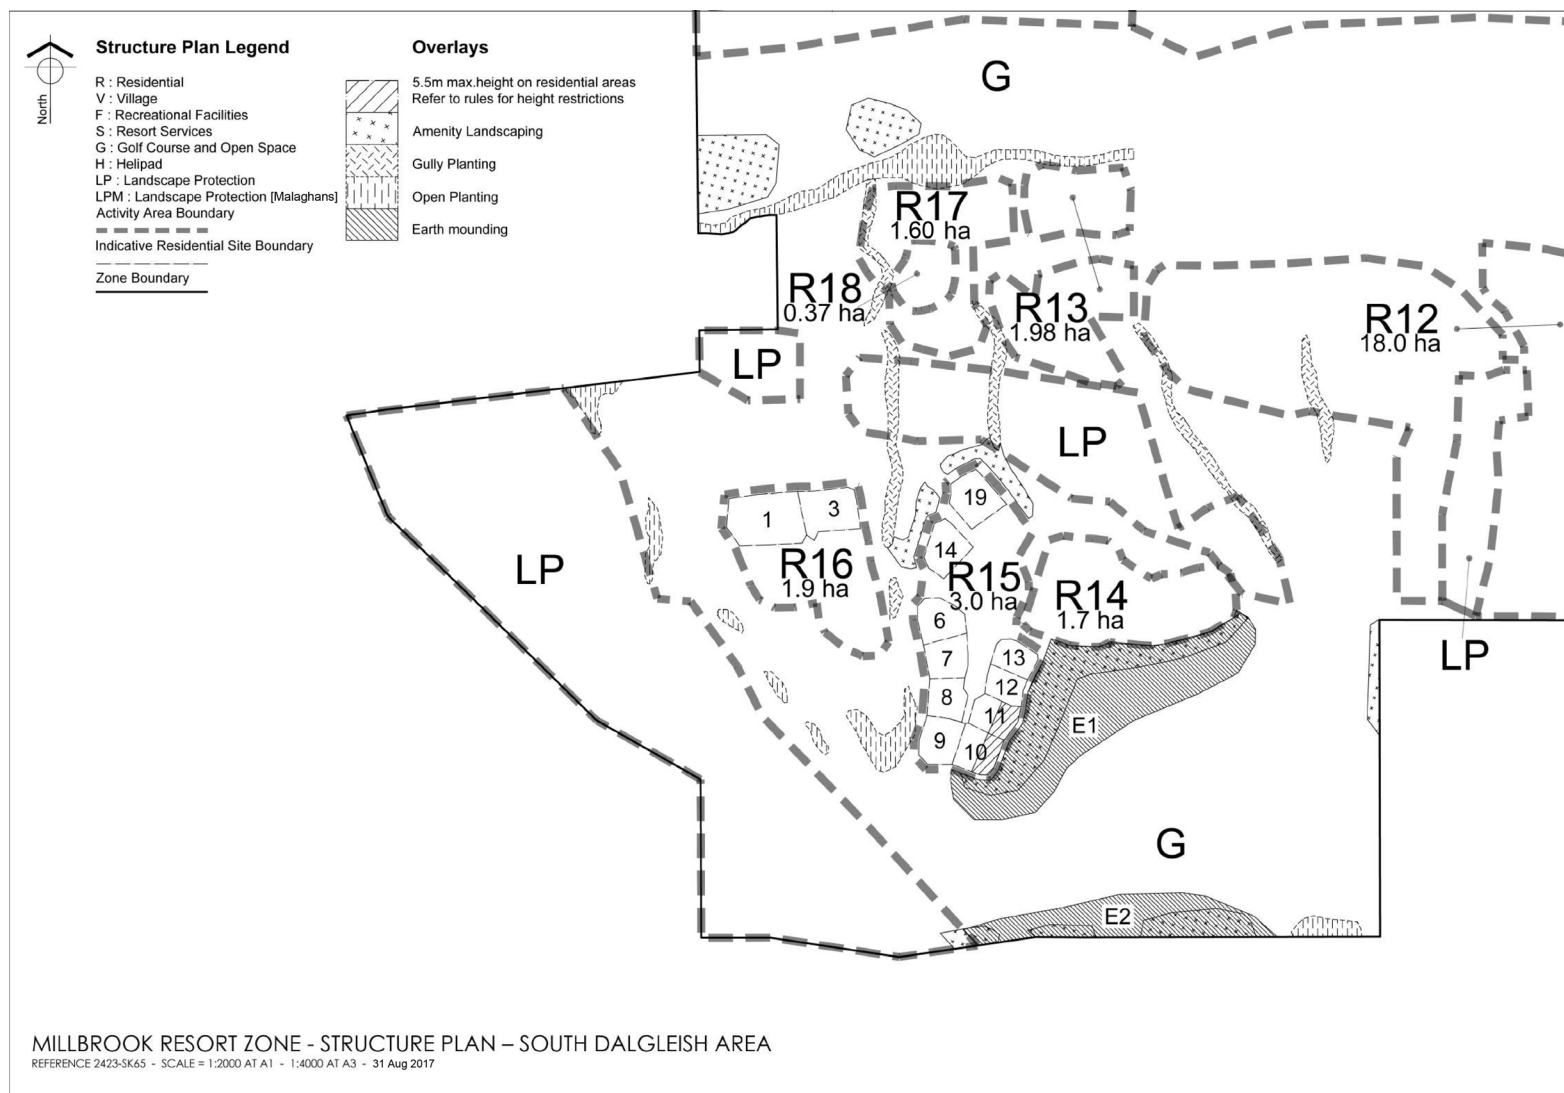 North
Structure Plan Legend
R : Residential
V : Village
F : Recreational Facilities
S : Resort Services
G : Golf Course and Open Space
H : Helipad
LP : Landscape Protection
LPM : Landscape Protection [Malaghans]
Activity Area Boundary
Indicative Residential Site Boundary
Zone Boundary
Overlays
5.5m max.height on residential areas
Refer to rules for height restrictions
Amenity Landscaping
Gully Planting
Open Planting
Earth mounding
G
R17
1.60 ha
R18
0.37 ha
R13
1.98 ha
R12
18.0 ha
LP
LP
19
1
3
14
LP
R16
1.9 ha
R15
3.0 ha
R14
1.7 ha
6
7
13
LP
8
12
11
9
10
E1
G
E2
MILLBROOK RESORT ZONE - STRUCTURE PLAN – SOUTH DALGLEISH AREA
REFERENCE 2423-SK65 - SCALE = 1:2000 AT A1 - 1:4000 AT A3 - 31 Aug 2017